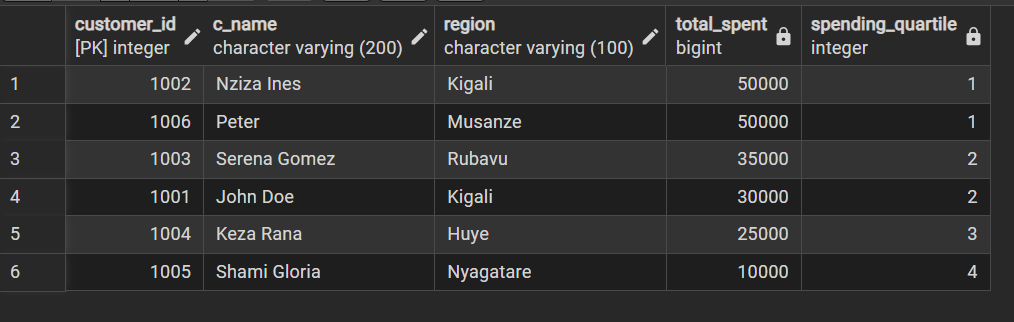 customer_id c_name region total_spent spending_quartile
[PK] integer character varying (200) character varying (100) bigint integer
1 1002 Nziza Ines Kigali 50000 1
2 1006 Peter Musanze 50000 1
3 1003 Serena Gomez Rubavu 35000 2
4 1001 John Doe Kigali 30000 2
5 1004 Keza Rana Huye 25000 3
6 1005 Shami Gloria Nyagatare 10000 4